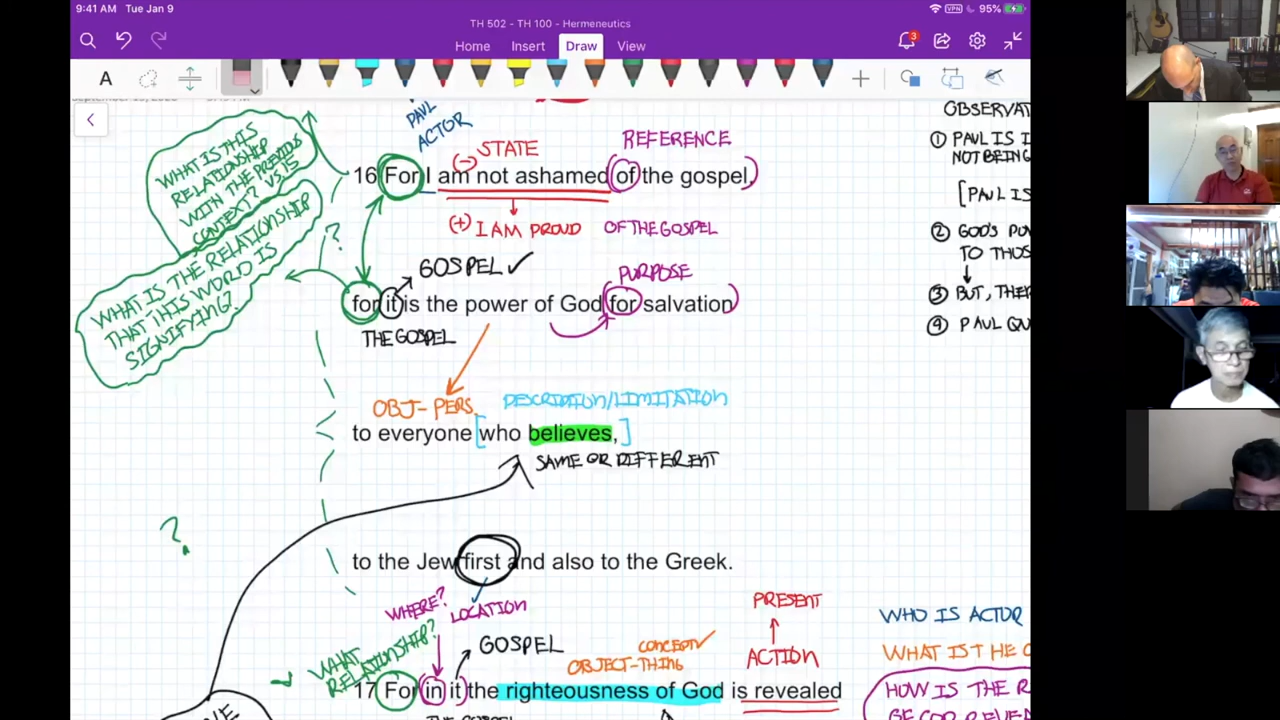 9:41 AM Tue Jan 9
VPN 95%
TH 502 - TH 100 - Hermeneutics
3
Home Insert Draw View
A
PAUL
ACTOR
OBSERVAT
① PAUL IS I
NOT BEING
[PAUL IS
② GOD'S POW
TO THOS
③ BUT, THER
④ PAUL QU
WHAT IS THIS
RELATIONSHIP
WITH THE PREVIOUS
CONTEXT? VS.15
(-) STATE
REFERENCE
16 For I am not ashamed (of the gospel,)
(+) I AM PROUD OF THE GOSPEL
?
WHAT IS THE RELATIONSHIP
THAT THIS WORD IS
SIGNIFYING?
GOSPEL ✓
PURPOSE
for it is the power of God (for salvation)
THE GOSPEL
OBJ-PERS.
DESCRIPTION/LIMITATION
to everyone [who believes,]
SAME OR DIFFERENT
?
to the Jew first and also to the Greek.
WHERE? LOCATION
PRESENT
WHAT
RELATIONSHIP?
GOSPEL
CONCEPT ✓
OBJECT-THING
ACTION
WHO IS ACTOR
WHAT IS THE O
17 For (in it) the righteousness of God is revealed
HOW IS THE R